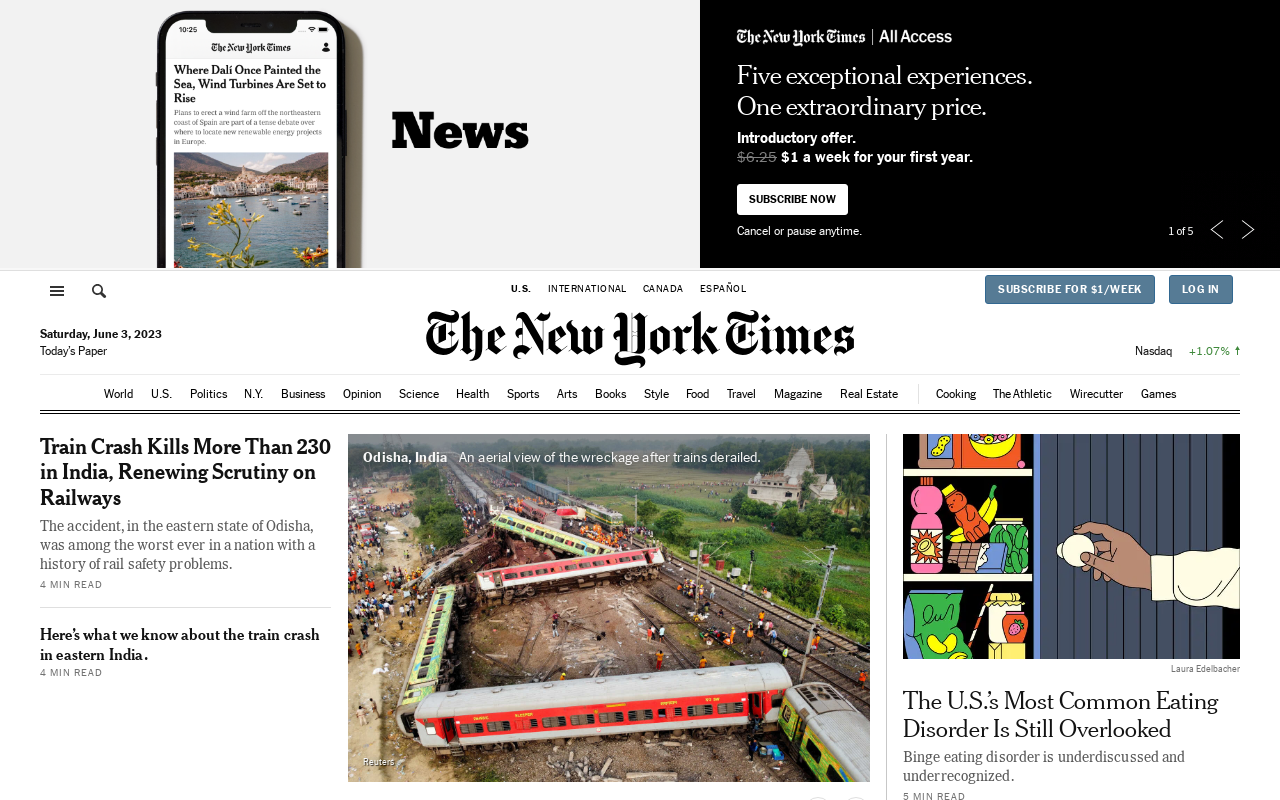 10:25
The New York Times
Where Dalí Once Painted the
Sea, Wind Turbines Are Set to
Rise
Plans to erect a wind farm off the northeastern
coast of Spain are part of a tense debate over
where to locate new renewable energy projects
in Europe.
News
The New York Times | All Access
Five exceptional experiences.
One extraordinary price.
Introductory offer.
$6.25 $1 a week for your first year.
SUBSCRIBE NOW
Cancel or pause anytime.
1 of 5
U.S. INTERNATIONAL CANADA ESPAÑOL
SUBSCRIBE FOR $1/WEEK
LOG IN
Saturday, June 3, 2023
Today's Paper
The New York Times
Nasdaq +1.07%
World U.S. Politics N.Y. Business Opinion Science Health Sports Arts Books Style Food Travel Magazine Real Estate Cooking The Athletic Wirecutter Games
Train Crash Kills More Than 230
in India, Renewing Scrutiny on
Railways
The accident, in the eastern state of Odisha,
was among the worst ever in a nation with a
history of rail safety problems.
4 MIN READ
Here's what we know about the train crash
in eastern India.
4 MIN READ
Odisha, India An aerial view of the wreckage after trains derailed.
Reuters
Laura Edelbacher
The U.S.'s Most Common Eating
Disorder Is Still Overlooked
Binge eating disorder is underdiscussed and
underrecognized.
5 MIN READ